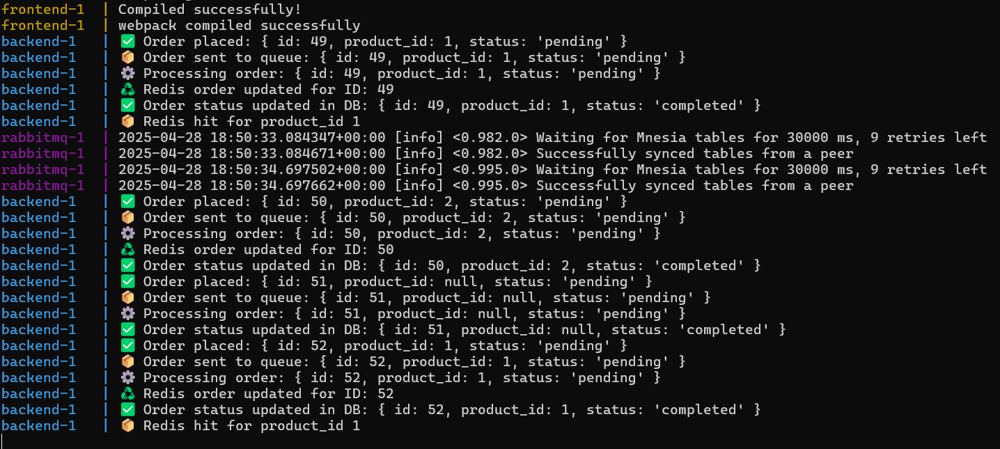 frontend-1  | Compiled successfully!
frontend-1  | webpack compiled successfully
backend-1   | ✅ Order placed: { id: 49, product_id: 1, status: 'pending' }
backend-1   | 📦 Order sent to queue: { id: 49, product_id: 1, status: 'pending' }
backend-1   | ⚙️ Processing order: { id: 49, product_id: 1, status: 'pending' }
backend-1   | ♻️ Redis order updated for ID: 49
backend-1   | ✅ Order status updated in DB: { id: 49, product_id: 1, status: 'completed' }
backend-1   | 📦 Redis hit for product_id 1
rabbitmq-1  | 2025-04-28 18:50:33.084347+00:00 [info] <0.982.0> Waiting for Mnesia tables for 30000 ms, 9 retries left
rabbitmq-1  | 2025-04-28 18:50:33.084671+00:00 [info] <0.982.0> Successfully synced tables from a peer
rabbitmq-1  | 2025-04-28 18:50:34.697502+00:00 [info] <0.995.0> Waiting for Mnesia tables for 30000 ms, 9 retries left
rabbitmq-1  | 2025-04-28 18:50:34.697662+00:00 [info] <0.995.0> Successfully synced tables from a peer
backend-1   | ✅ Order placed: { id: 50, product_id: 2, status: 'pending' }
backend-1   | 📦 Order sent to queue: { id: 50, product_id: 2, status: 'pending' }
backend-1   | ⚙️ Processing order: { id: 50, product_id: 2, status: 'pending' }
backend-1   | ♻️ Redis order updated for ID: 50
backend-1   | ✅ Order status updated in DB: { id: 50, product_id: 2, status: 'completed' }
backend-1   | ✅ Order placed: { id: 51, product_id: null, status: 'pending' }
backend-1   | 📦 Order sent to queue: { id: 51, product_id: null, status: 'pending' }
backend-1   | ⚙️ Processing order: { id: 51, product_id: null, status: 'pending' }
backend-1   | ✅ Order status updated in DB: { id: 51, product_id: null, status: 'completed' }
backend-1   | ✅ Order placed: { id: 52, product_id: 1, status: 'pending' }
backend-1   | 📦 Order sent to queue: { id: 52, product_id: 1, status: 'pending' }
backend-1   | ⚙️ Processing order: { id: 52, product_id: 1, status: 'pending' }
backend-1   | ♻️ Redis order updated for ID: 52
backend-1   | ✅ Order status updated in DB: { id: 52, product_id: 1, status: 'completed' }
backend-1   | 📦 Redis hit for product_id 1